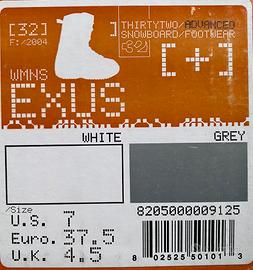 [32]
F:/2004
THIRTYTWO/ADVANCED
SNOWBOARD/FOOTWEAR
[32]
[+]
WMNS
EXUS
WHITE
GREY
/Size
U.S. 7
Euro. 37.5
U.K. 4.5
8205000009125
8 02525 50101 3